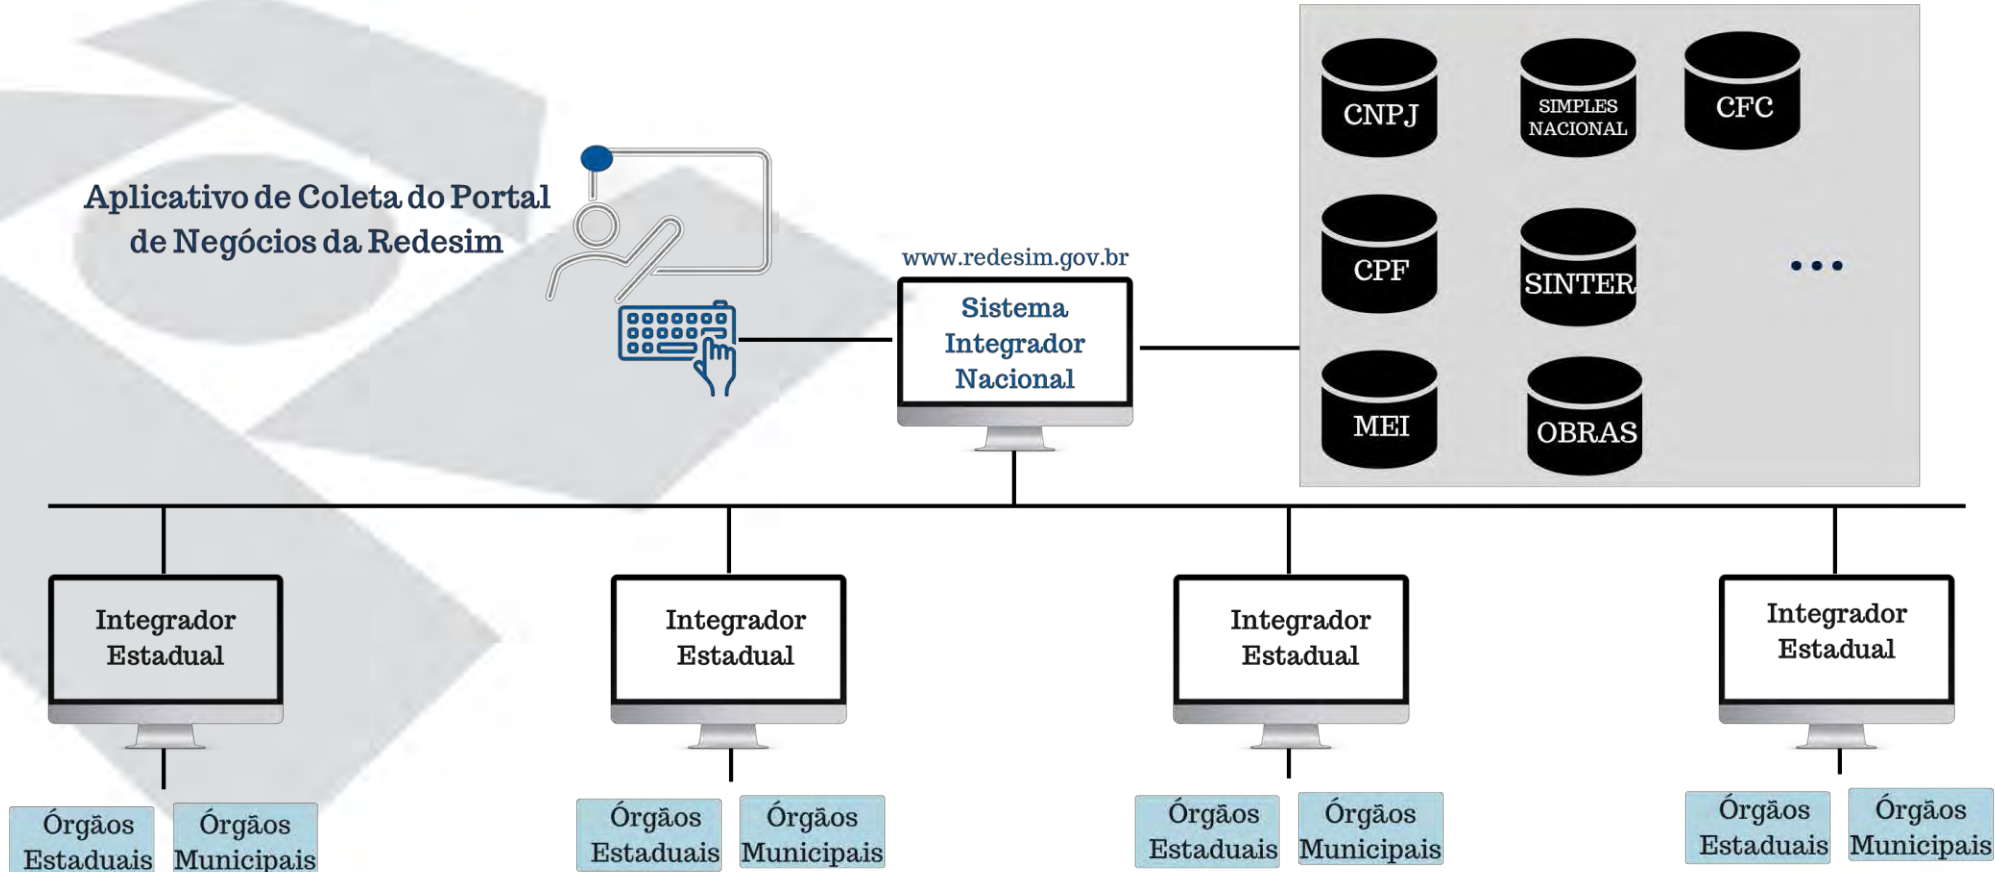 Aplicativo de Coleta do Portal
de Negócios da Redesim
www.redesim.gov.br
Sistema
Integrador
Nacional
CNPJ
SIMPLES
NACIONAL
CFC
CPF
SINTER
...
MEI
OBRAS
Integrador
Estadual
Integrador
Estadual
Integrador
Estadual
Integrador
Estadual
Órgãos
Estaduais
Órgãos
Municipais
Órgãos
Estaduais
Órgãos
Municipais
Órgãos
Estaduais
Órgãos
Municipais
Órgãos
Estaduais
Órgãos
Municipais